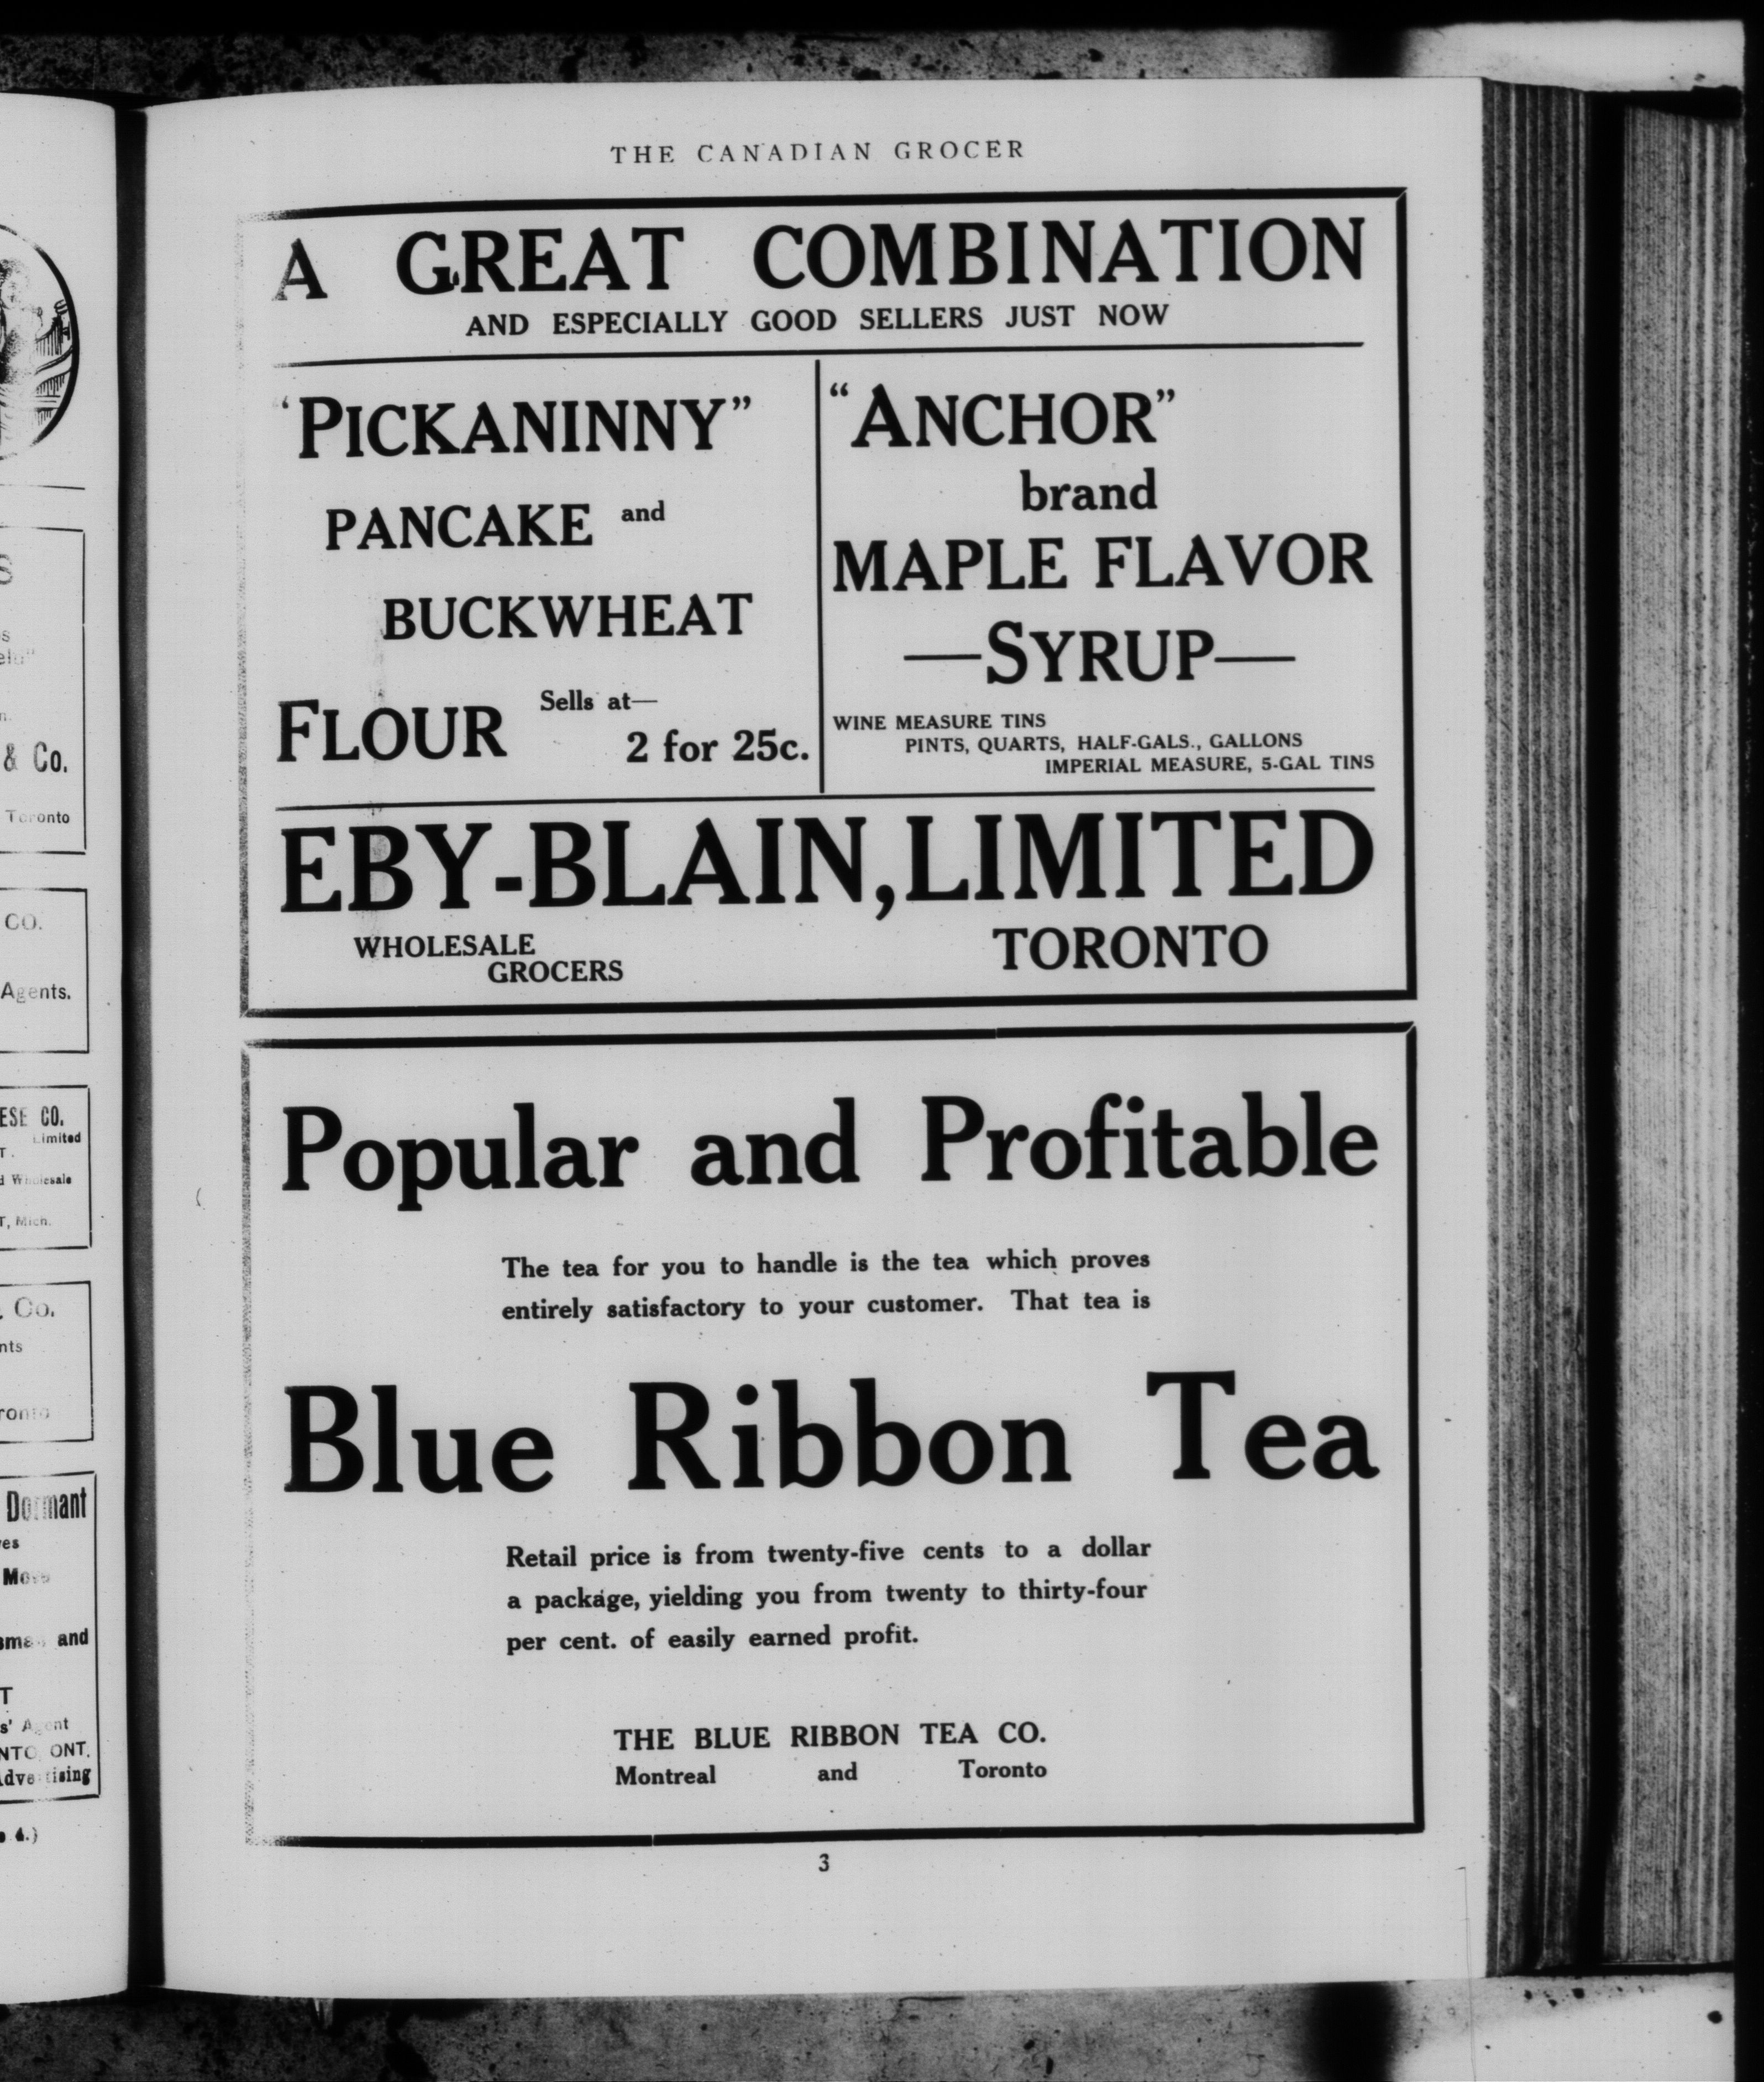 THE CANADIAN GROCER
A GREAT COMBINATION
AND ESPECIALLY GOOD SELLERS JUST NOW
‘PICKANINNY”
PANCAKE and
BUCKWHEAT
FLOUR Sells at—
2 for 25c.
“ANCHOR”
brand
MAPLE FLAVOR
—SYRUP—
WINE MEASURE TINS
PINTS, QUARTS, HALF-GALS., GALLONS
IMPERIAL MEASURE, 5-GAL TINS
EBY-BLAIN, LIMITED
WHOLESALE
GROCERS
TORONTO
Popular and Profitable
The tea for you to handle is the tea which proves
entirely satisfactory to your customer. That tea is
Blue Ribbon Tea
Retail price is from twenty-five cents to a dollar
a package, yielding you from twenty to thirty-four
per cent. of easily earned profit.
THE BLUE RIBBON TEA CO.
Montreal and Toronto
3
& Co.
Toronto
CO.
Agents.
CO.
Limited
Wholesale
Mich.
Co.
Dormant
and
Agent
ONT.
4.)